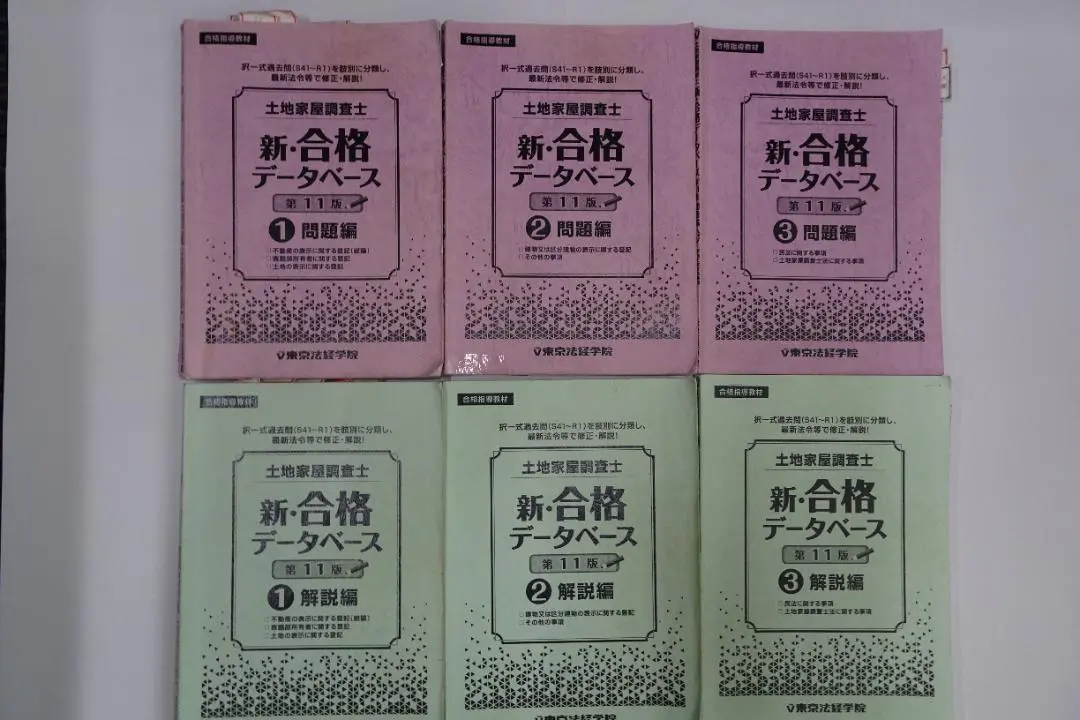 合格指導教材
択一式過去問(S41~R1)を肢別に分類し、
最新法令等で修正・解説!
土地家屋調査士
新・合格
データベース
第11版
1 問題編
□不動産の表示に関する登記(総論)
□表題部所有者に関する登記
□土地の表示に関する登記
東京法経学院
合格指導教材
択一式過去問(S41~R1)を肢別に分類し、
最新法令等で修正・解説!
土地家屋調査士
新・合格
データベース
第11版
2 問題編
□建物又は区分建物の表示に関する登記
□その他の事項
東京法経学院
合格指導教材
択一式過去問(S41~R1)を肢別に分類し、
最新法令等で修正・解説!
土地家屋調査士
新・合格
データベース
第11版
3 問題編
□民法に関する事項
□土地家屋調査士法に関する事項
東京法経学院
合格指導教材
択一式過去問(S41~R1)を肢別に分類し、
最新法令等で修正・解説!
土地家屋調査士
新・合格
データベース
第11版
1 解説編
□不動産の表示に関する登記(総論)
□表題部所有者に関する登記
□土地の表示に関する登記
合格指導教材
択一式過去問(S41~R1)を肢別に分類し、
最新法令等で修正・解説!
土地家屋調査士
新・合格
データベース
第11版
2 解説編
□建物又は区分建物の表示に関する登記
□その他の事項
東京法経学院
合格指導教材
択一式過去問(S41~R1)を肢別に分類し、
最新法令等で修正・解説!
土地家屋調査士
新・合格
データベース
第11版
3 解説編
□民法に関する事項
□土地家屋調査士法に関する事項
東京法経学院